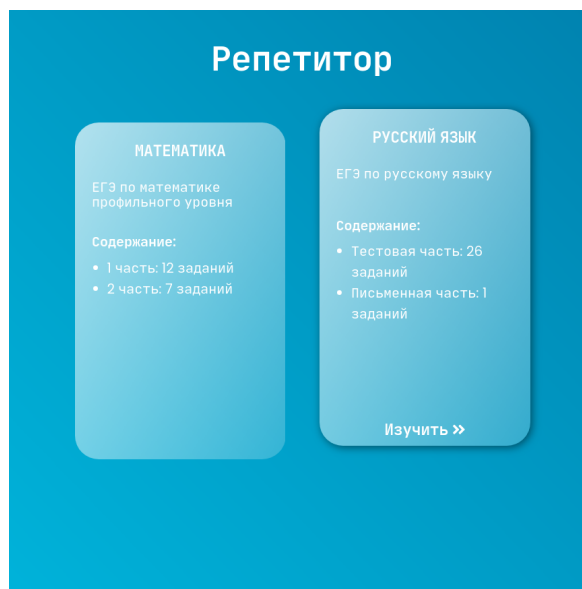 Репетитор
МАТЕМАТИКА
ЕГЭ по математике
профильного уровня
Содержание:
1 часть: 12 заданий
2 часть: 7 заданий
РУССКИЙ ЯЗЫК
ЕГЭ по русскому языку
Содержание:
Тестовая часть: 26
заданий
Письменная часть: 1
заданий
Изучить »